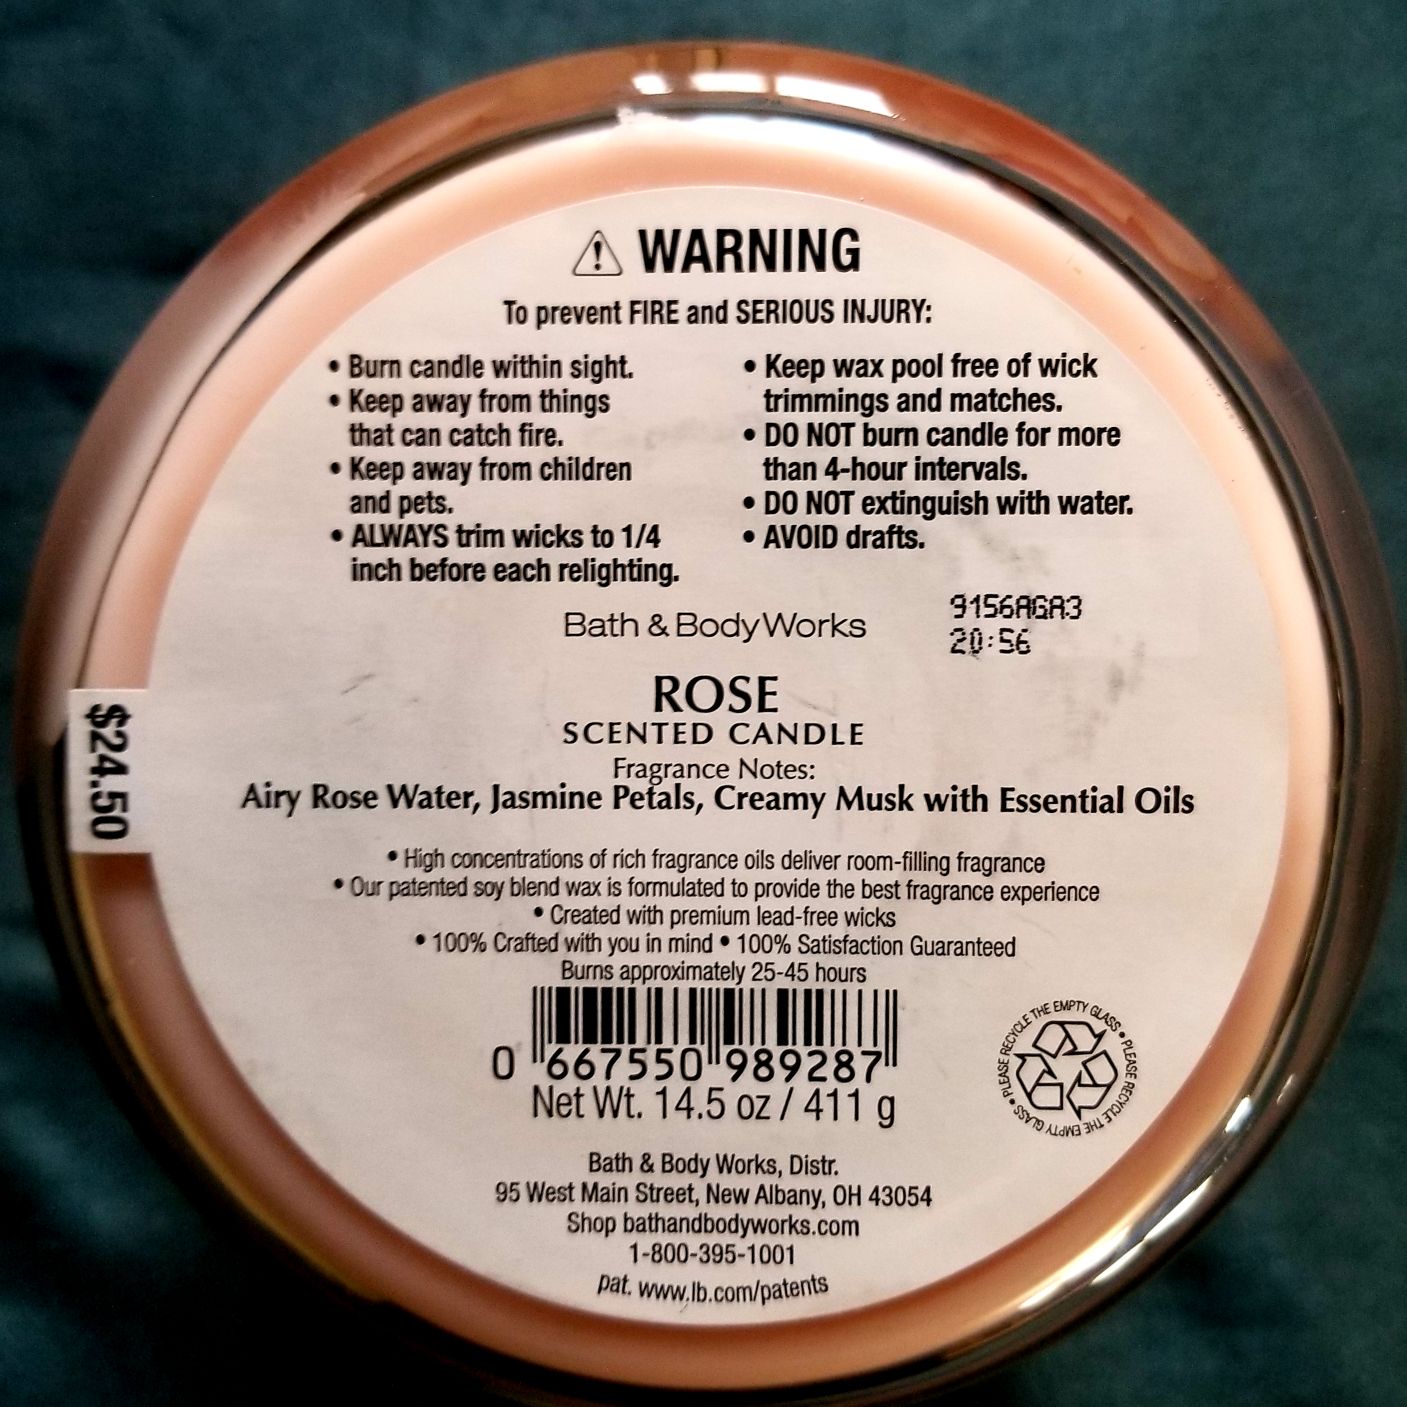 WARNING
To prevent FIRE and SERIOUS INJURY:
• Burn candle within sight.
• Keep away from things
that can catch fire.
• Keep away from children
and pets.
• ALWAYS trim wicks to 1/4
inch before each relighting.
• Keep wax pool free of wick
trimmings and matches.
• DO NOT burn candle for more
than 4-hour intervals.
• DO NOT extinguish with water.
• AVOID drafts.
Bath & Body Works
9156AGA3
20:56
ROSE
SCENTED CANDLE
Fragrance Notes:
Airy Rose Water, Jasmine Petals, Creamy Musk with Essential Oils
$24.50
• High concentrations of rich fragrance oils deliver room-filling fragrance
• Our patented soy blend wax is formulated to provide the best fragrance experience
• Created with premium lead-free wicks
• 100% Crafted with you in mind • 100% Satisfaction Guaranteed
Burns approximately 25-45 hours
0 667550 989287
Net Wt. 14.5 oz / 411 g
PLEASE RECYCLE THE EMPTY GLASS • PLEASE RECYCLE THE EMPTY GLASS •
Bath & Body Works, Distr.
95 West Main Street, New Albany, OH 43054
Shop bathandbodyworks.com
1-800-395-1001
pat. www.lb.com/patents